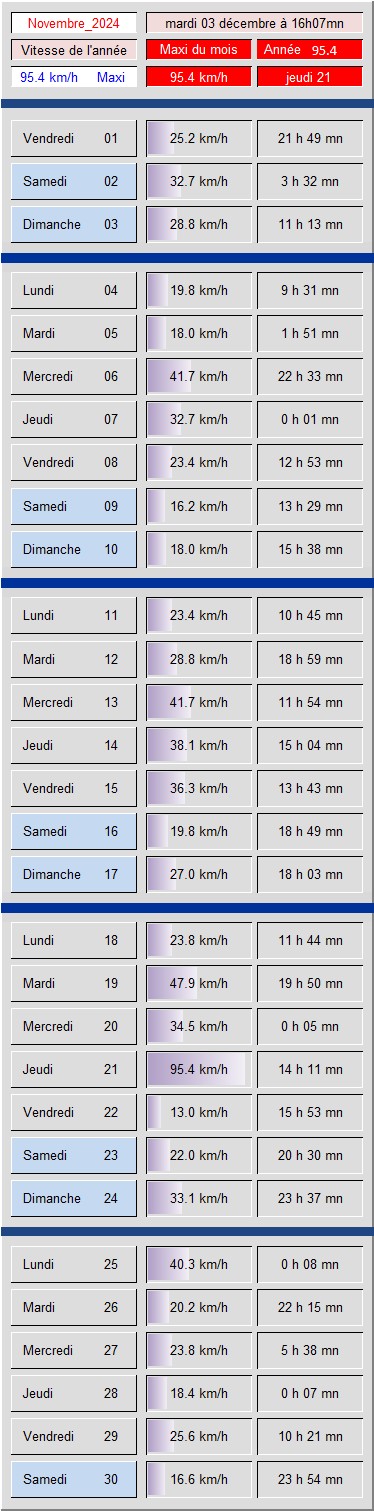 Novembre_2024 mardi 03 décembre à 16h07mn
Vitesse de l'année Maxi du mois Année 95.4
95.4 km/h Maxi 95.4 km/h jeudi 21
Vendredi 01 25.2 km/h 21 h 49 mn
Samedi 02 32.7 km/h 3 h 32 mn
Dimanche 03 28.8 km/h 11 h 13 mn
Lundi 04 19.8 km/h 9 h 31 mn
Mardi 05 18.0 km/h 1 h 51 mn
Mercredi 06 41.7 km/h 22 h 33 mn
Jeudi 07 32.7 km/h 0 h 01 mn
Vendredi 08 23.4 km/h 12 h 53 mn
Samedi 09 16.2 km/h 13 h 29 mn
Dimanche 10 18.0 km/h 15 h 38 mn
Lundi 11 23.4 km/h 10 h 45 mn
Mardi 12 28.8 km/h 18 h 59 mn
Mercredi 13 41.7 km/h 11 h 54 mn
Jeudi 14 38.1 km/h 15 h 04 mn
Vendredi 15 36.3 km/h 13 h 43 mn
Samedi 16 19.8 km/h 18 h 49 mn
Dimanche 17 27.0 km/h 18 h 03 mn
Lundi 18 23.8 km/h 11 h 44 mn
Mardi 19 47.9 km/h 19 h 50 mn
Mercredi 20 34.5 km/h 0 h 05 mn
Jeudi 21 95.4 km/h 14 h 11 mn
Vendredi 22 13.0 km/h 15 h 53 mn
Samedi 23 22.0 km/h 20 h 30 mn
Dimanche 24 33.1 km/h 23 h 37 mn
Lundi 25 40.3 km/h 0 h 08 mn
Mardi 26 20.2 km/h 22 h 15 mn
Mercredi 27 23.8 km/h 5 h 38 mn
Jeudi 28 18.4 km/h 0 h 07 mn
Vendredi 29 25.6 km/h 10 h 21 mn
Samedi 30 16.6 km/h 23 h 54 mn